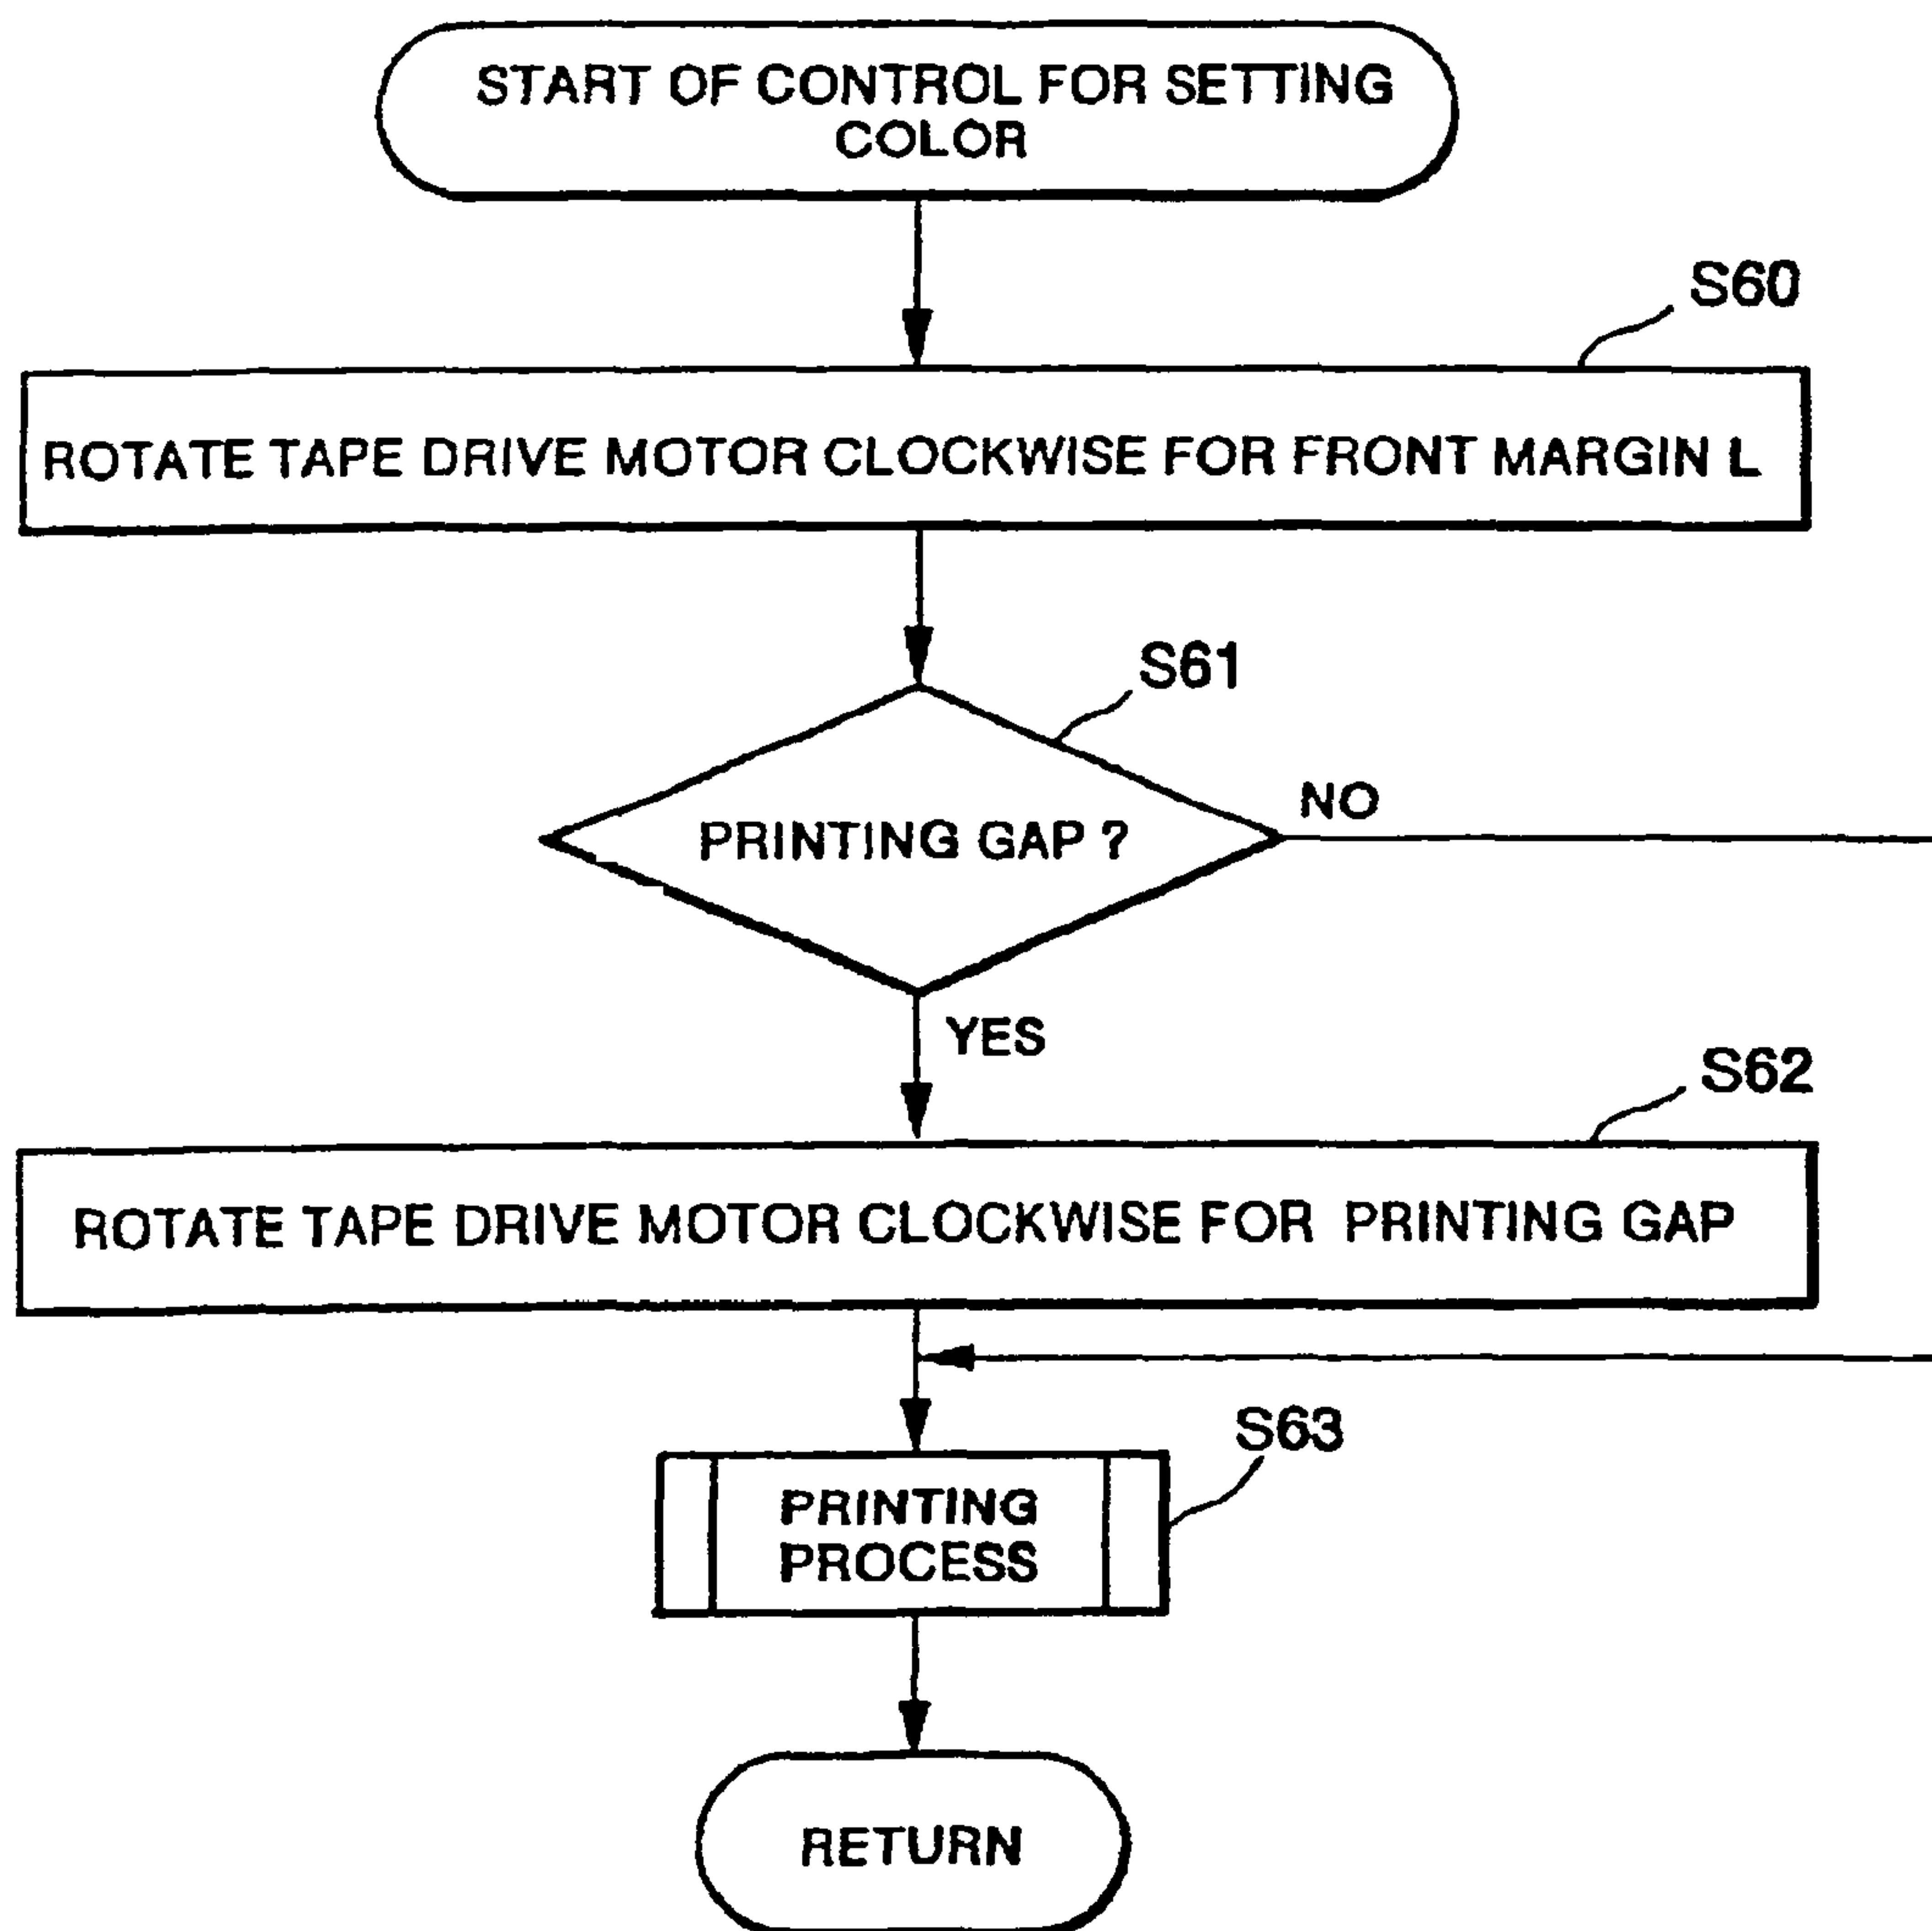 START OF CONTROL FOR SETTING
COLOR
S60
ROTATE TAPE DRIVE MOTOR CLOCKWISE FOR FRONT MARGIN L
S61
PRINTING GAP ?
NO
YES
S62
ROTATE TAPE DRIVE MOTOR CLOCKWISE FOR PRINTING GAP
S63
PRINTING
PROCESS
RETURN